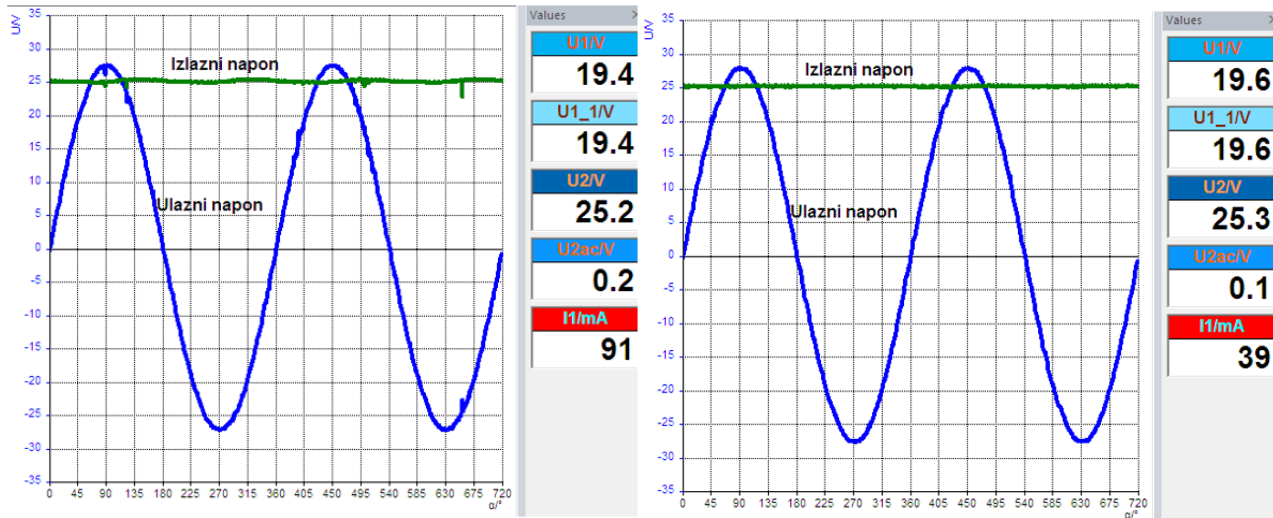 U/V
35
30
25
20
15
10
5
0
-5
-10
-15
-20
-25
-30
-35
Izlazni napon
Ulazni napon
0 45 90 135 180 225 270 315 360 405 450 495 540 585 630 675 720
α/°
Values
U1/V
19.4
U1_1/V
19.4
U2/V
25.2
U2ac/V
0.2
I1/mA
91
U/V
35
30
25
20
15
10
5
0
-5
-10
-15
-20
-25
-30
-35
Izlazni napon
Ulazni napon
0 45 90 135 180 225 270 315 360 405 450 495 540 585 630 675 720
α/°
Values
U1/V
19.6
U1_1/V
19.6
U2/V
25.3
U2ac/V
0.1
I1/mA
39